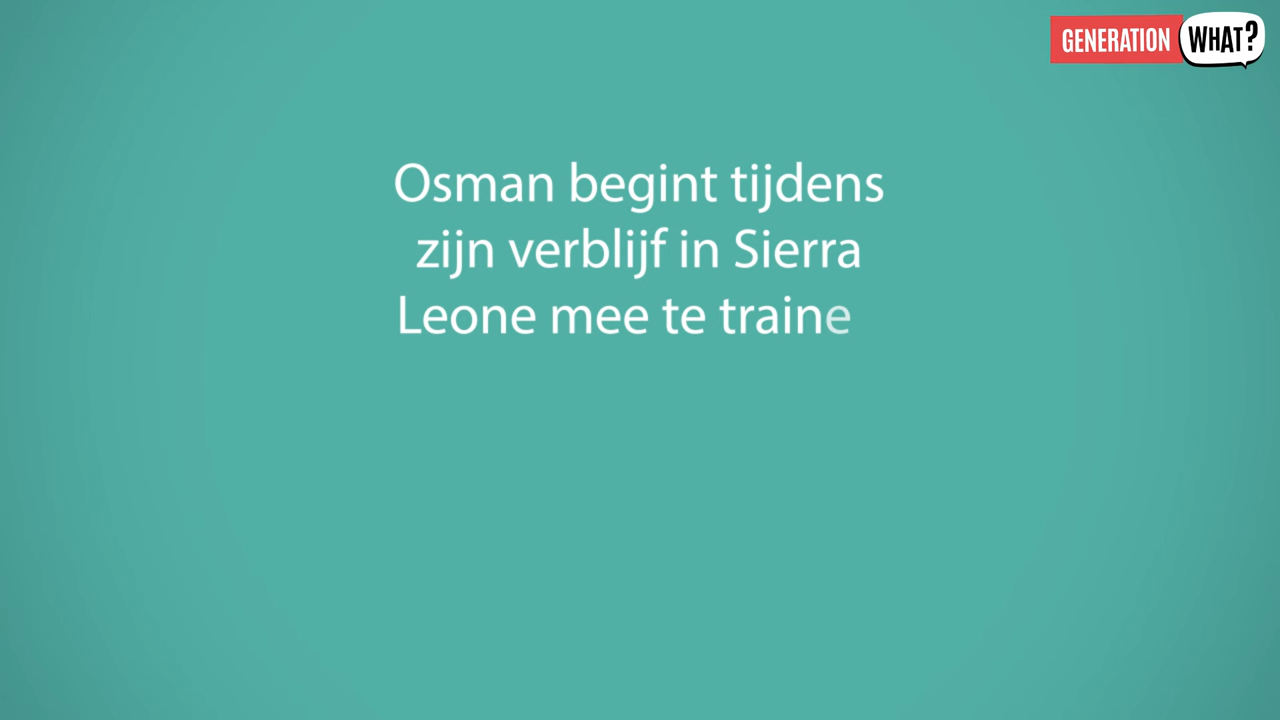 GENERATION WHAT?
Osman begint tijdens
zijn verblijf in Sierra
Leone mee te traine